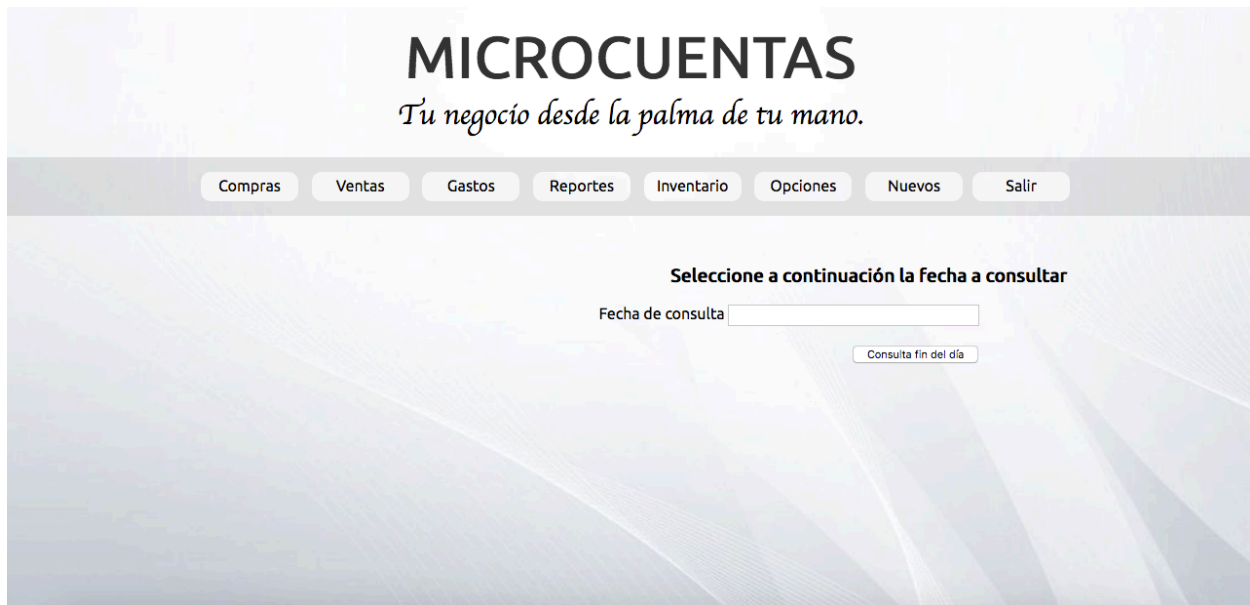 MICROCUENTAS
Tu negocio desde la palma de tu mano.
Compras Ventas Gastos Reportes Inventario Opciones Nuevos Salir
Seleccione a continuación la fecha a consultar
Fecha de consulta
Consulta fin del día